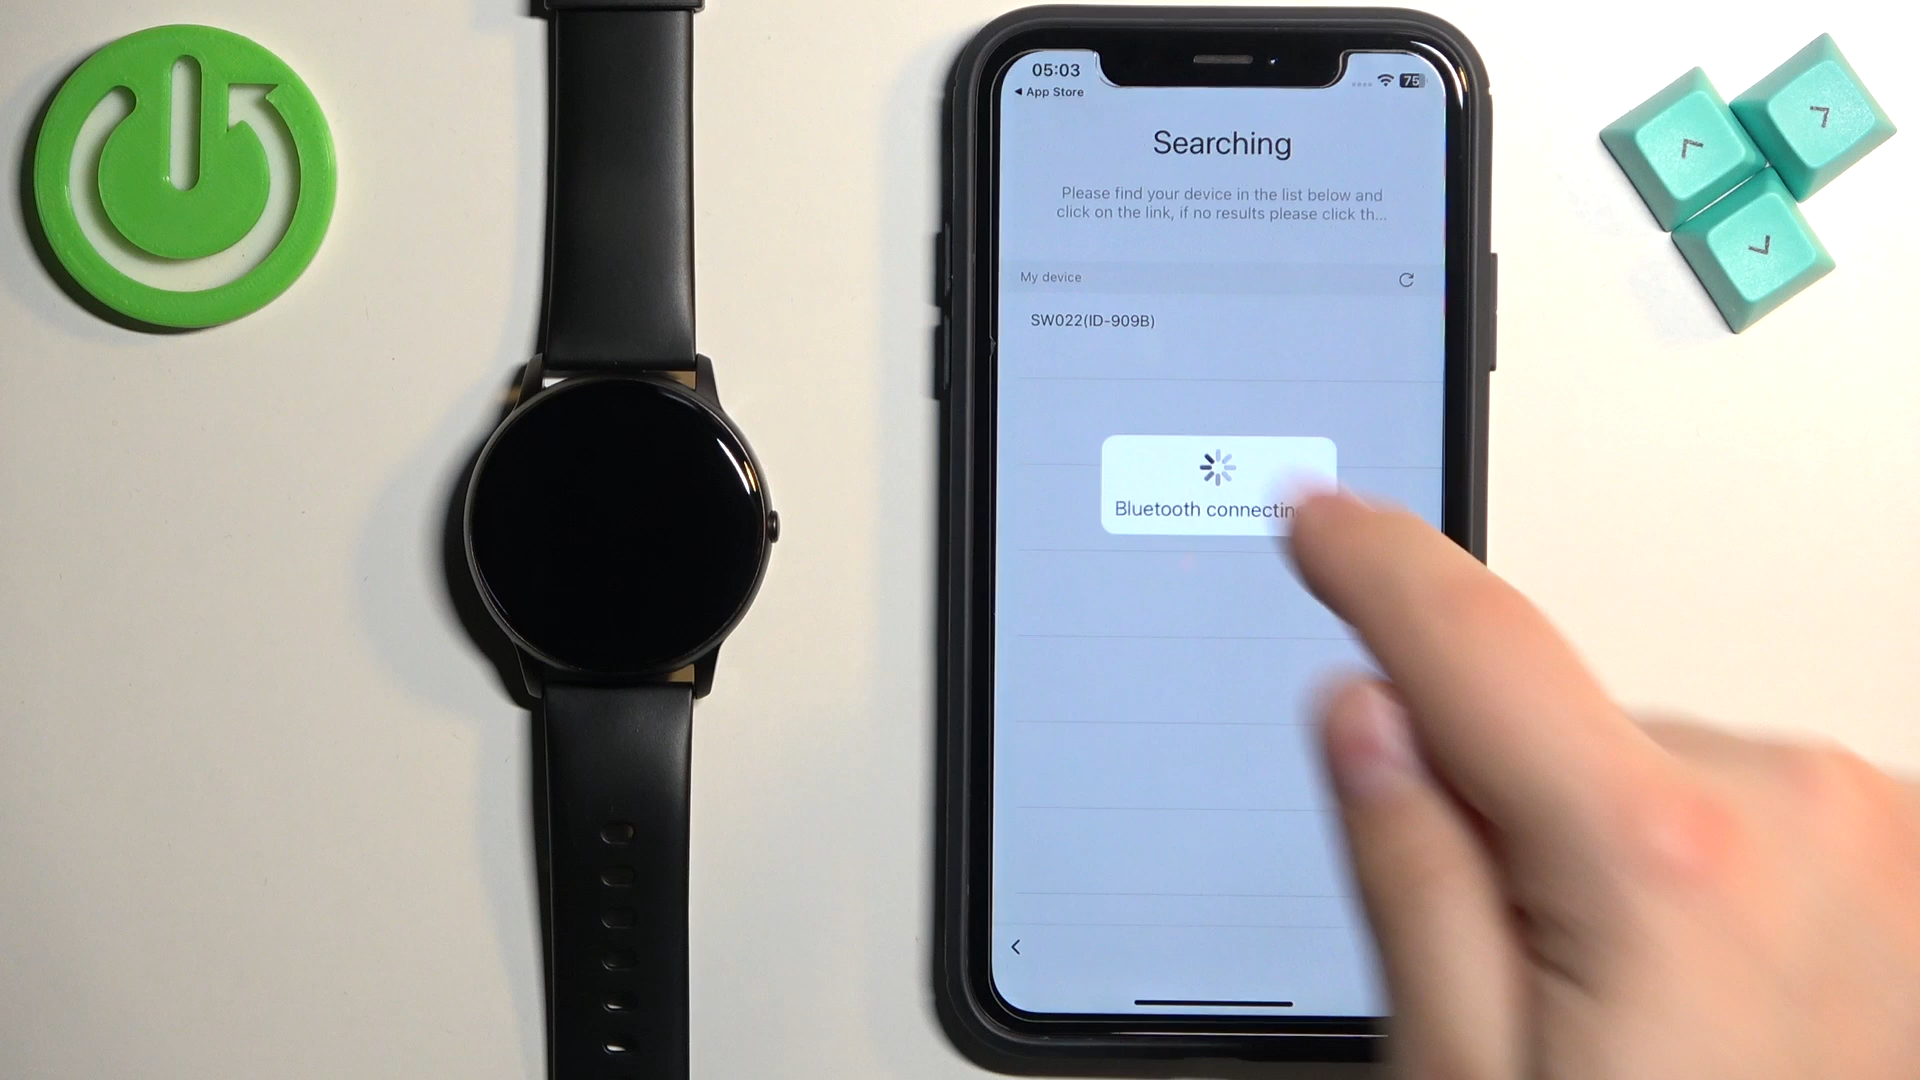 05:03
75
◀ App Store
Searching
Please find your device in the list below and
click on the link, if no results please click th...
My device
SW022(ID-909B)
Bluetooth connecting